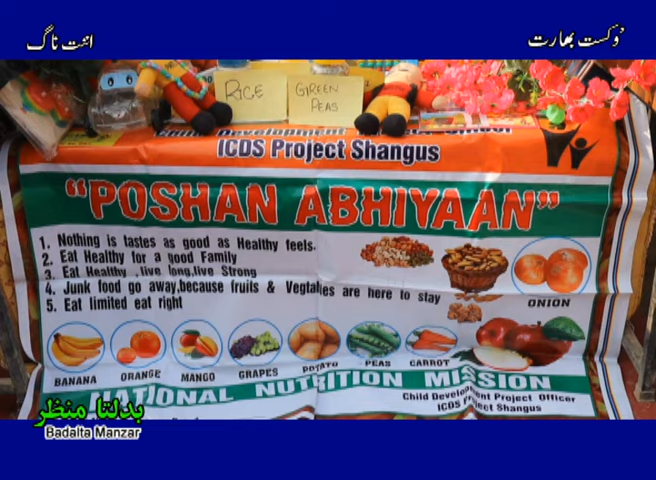 اننت ناگ
وکست بھارت
RICE
GREEN
PEAS
ICDS Project Shangus
"POSHAN ABHIYAAN"
1. Nothing is tastes as good as Healthy feels.
2. Eat Healthy for a good Family
3. Eat Healthy ,live long,live Strong
4. Junk food go away,because fruits & Vegtables are here to stay
5. Eat limited eat right
ONION
BANANA
ORANGE
MANGO
GRAPES
POTATO
PEAS
CARROT
NATIONAL NUTRITION MISSION
Child Development Project Officer
ICDS Project Shangus
بدلتا منظر
Badalta Manzar